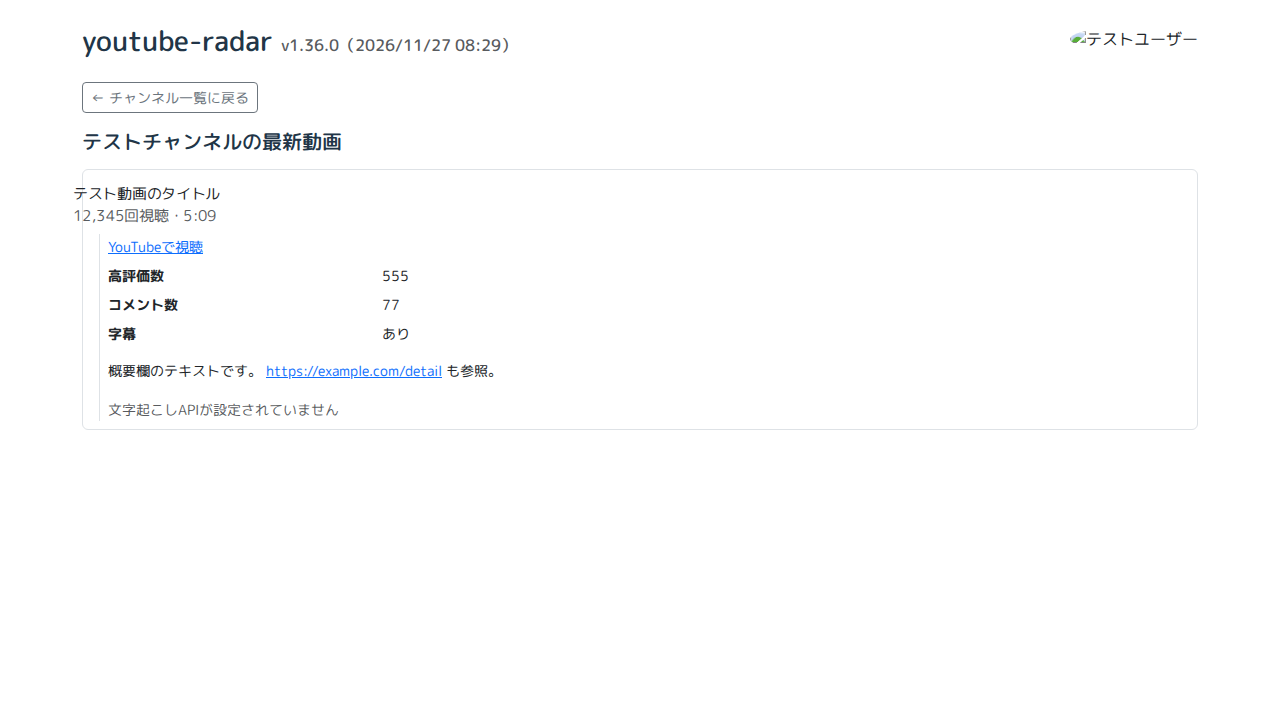 youtube-radar v1.36.0（2026/11/27 08:29）
テストユーザー
← チャンネル一覧に戻る
テストチャンネルの最新動画
テスト動画のタイトル
12,345回視聴・5:09
YouTubeで視聴
高評価数 555
コメント数 77
字幕 あり
概要欄のテキストです。 https://example.com/detail も参照。
文字起こしAPIが設定されていません